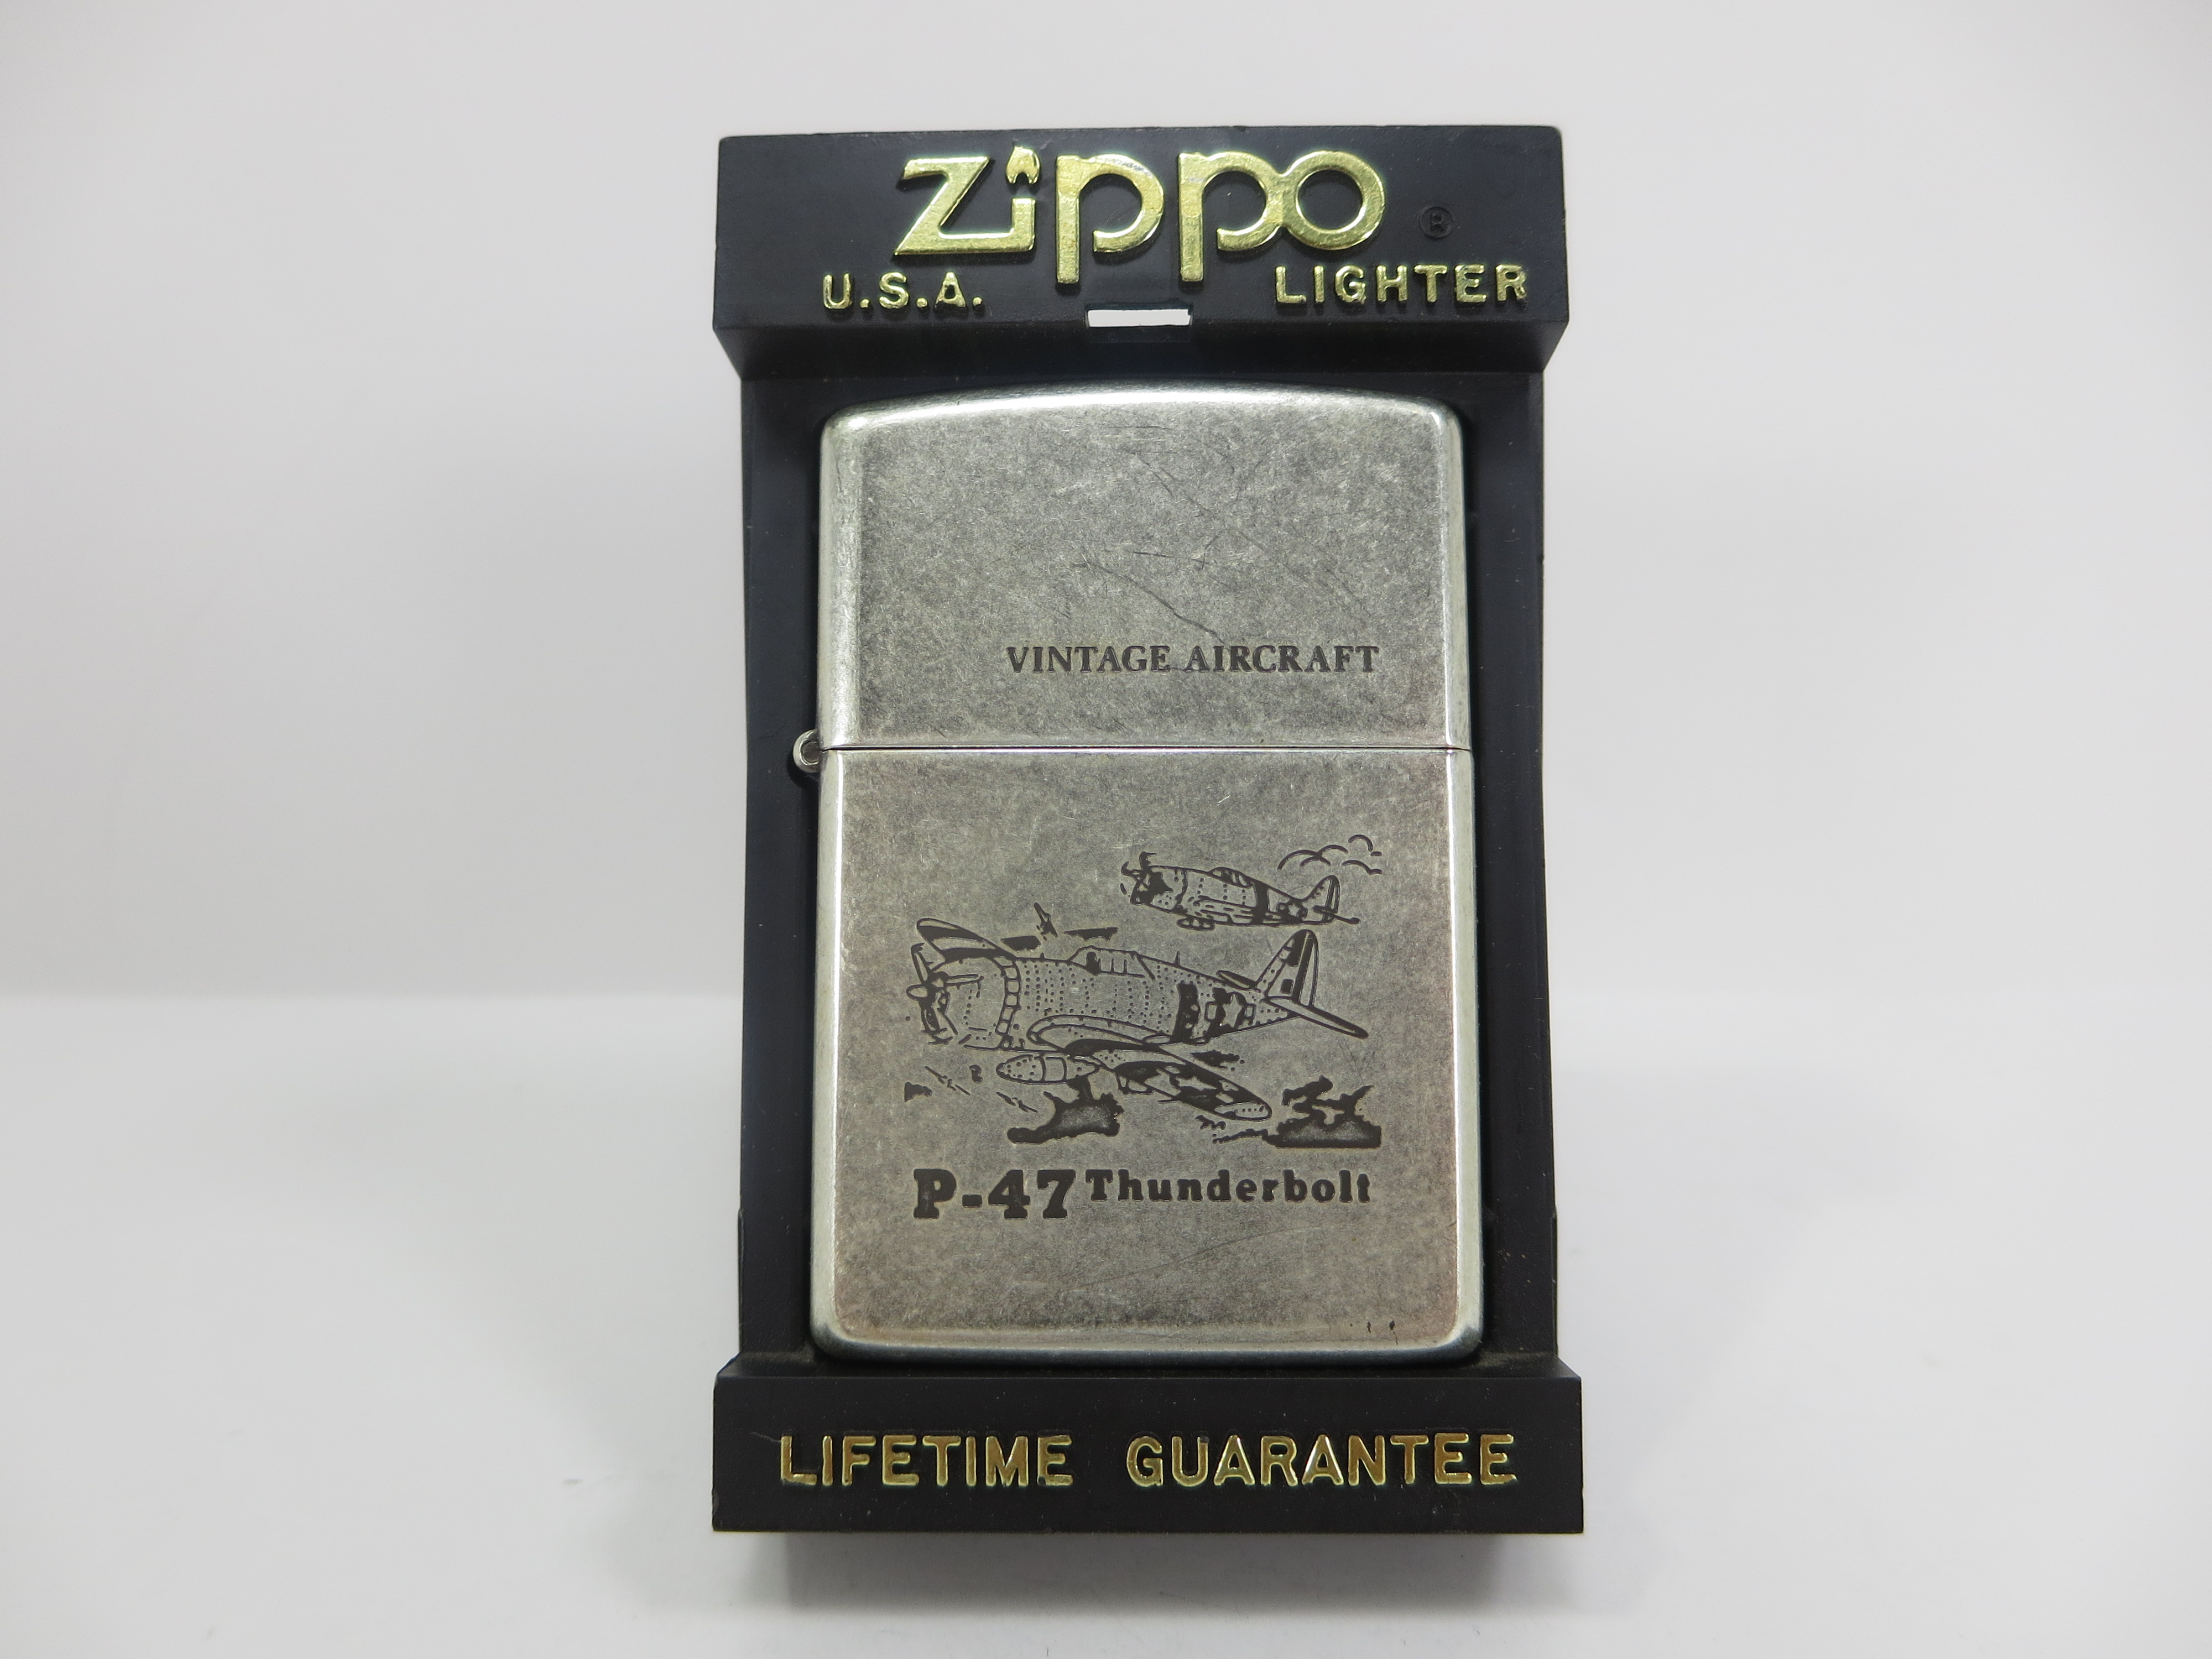 Zippo ®
U.S.A. LIGHTER
VINTAGE AIRCRAFT
P-47 Thunderbolt
LIFETIME GUARANTEE